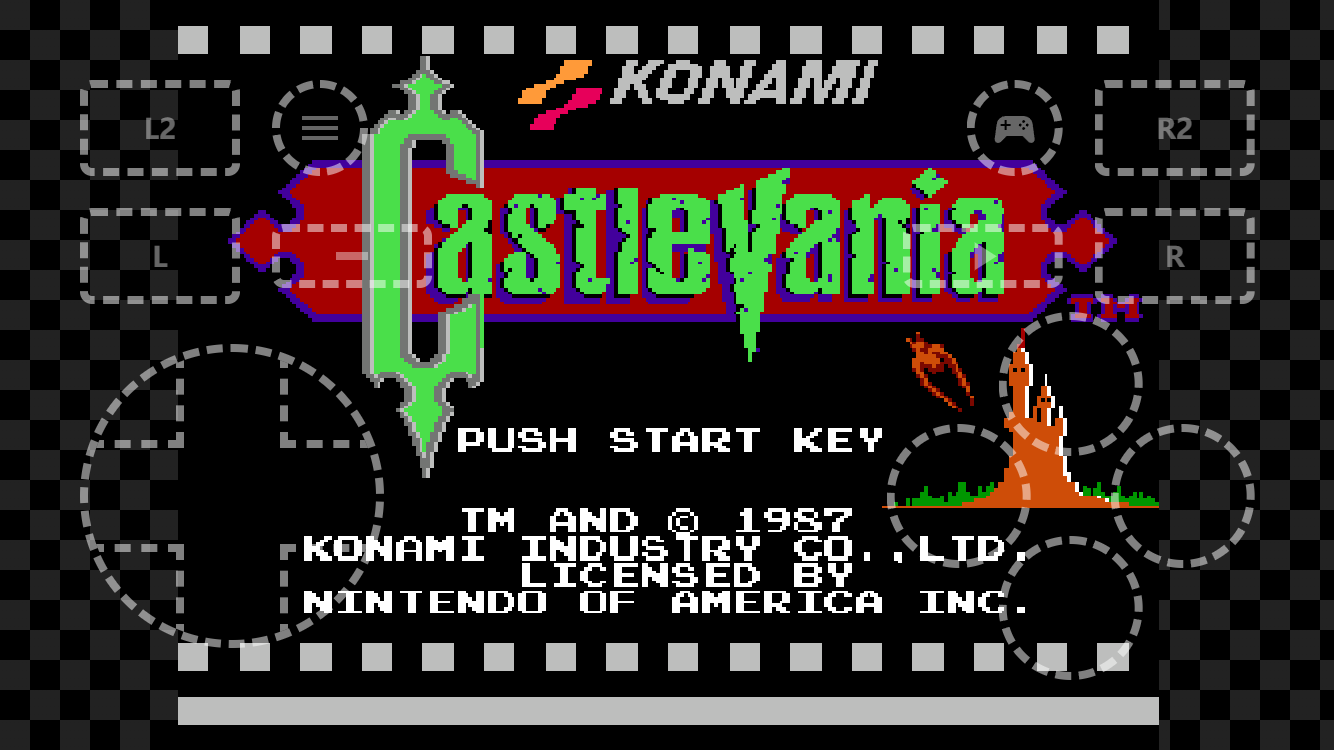 KONAMI
L2
R2
Castlevania
L
R
TM
PUSH START KEY
TM AND © 1987
KONAMI INDUSTRY CO.,LTD.
LICENSED BY
NINTENDO OF AMERICA INC.